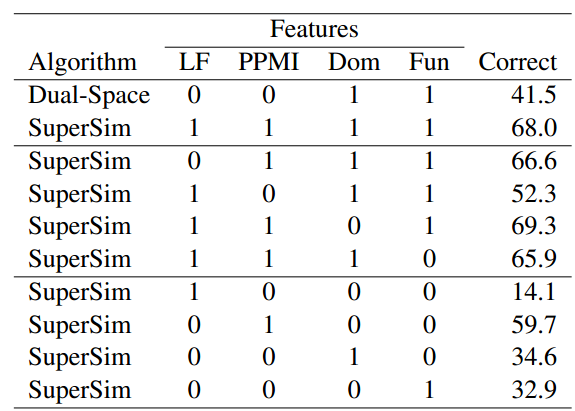 Features
Algorithm LF PPMI Dom Fun Correct
Dual-Space 0 0 1 1 41.5
SuperSim 1 1 1 1 68.0
SuperSim 0 1 1 1 66.6
SuperSim 1 0 1 1 52.3
SuperSim 1 1 0 1 69.3
SuperSim 1 1 1 0 65.9
SuperSim 1 0 0 0 14.1
SuperSim 0 1 0 0 59.7
SuperSim 0 0 1 0 34.6
SuperSim 0 0 0 1 32.9